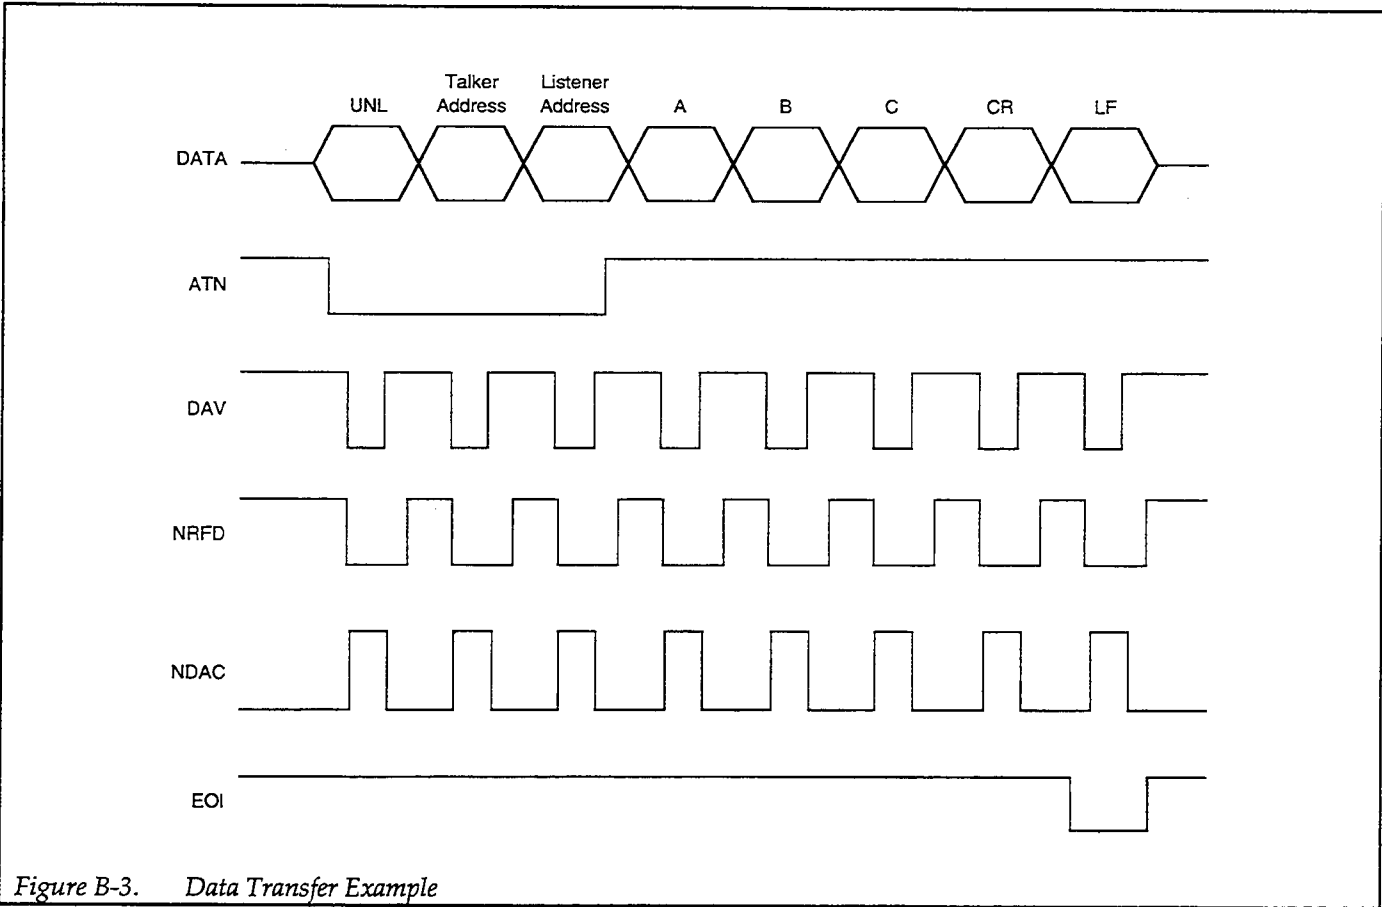 Talker Listener
UNL Address Address A B C CR LF
DATA
ATN
DAV
NRFD
NDAC
EOI
Figure B-3. Data Transfer Example